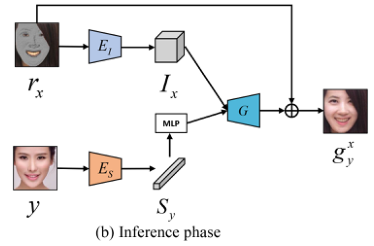 E_I
r_x
I_x
MLP
G
g_y^x
E_S
y
S_y
(b) Inference phase